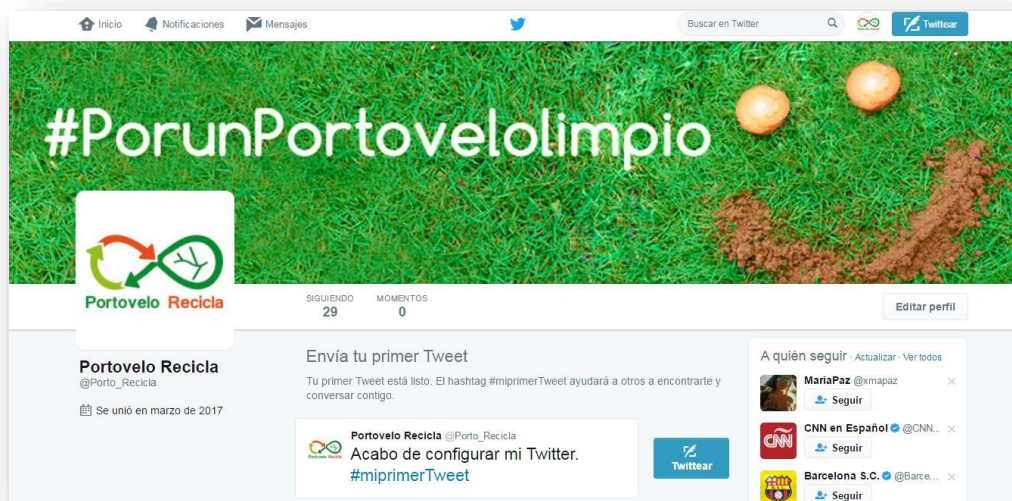 Inicio Notificaciones Mensajes Buscar en Twitter Twittear
#PorunPortovelolimpio
Portovelo Recicla
SIGUIENDO MOMENTOS
29 0
Editar perfil
Portovelo Recicla
@Porto_Recicla
Se unió en marzo de 2017
Envía tu primer Tweet
Tu primer Tweet está listo. El hashtag #miprimerTweet ayudará a otros a encontrarte y
conversar contigo.
Portovelo Recicla @Porto_Recicla
Acabo de configurar mi Twitter.
#miprimerTweet
Twittear
A quién seguir · Actualizar · Ver todos
MariaPaz @xmapaz
Seguir
CNN en Español @CNN...
Seguir
CÑN
Barcelona S.C. @Barce...
Seguir